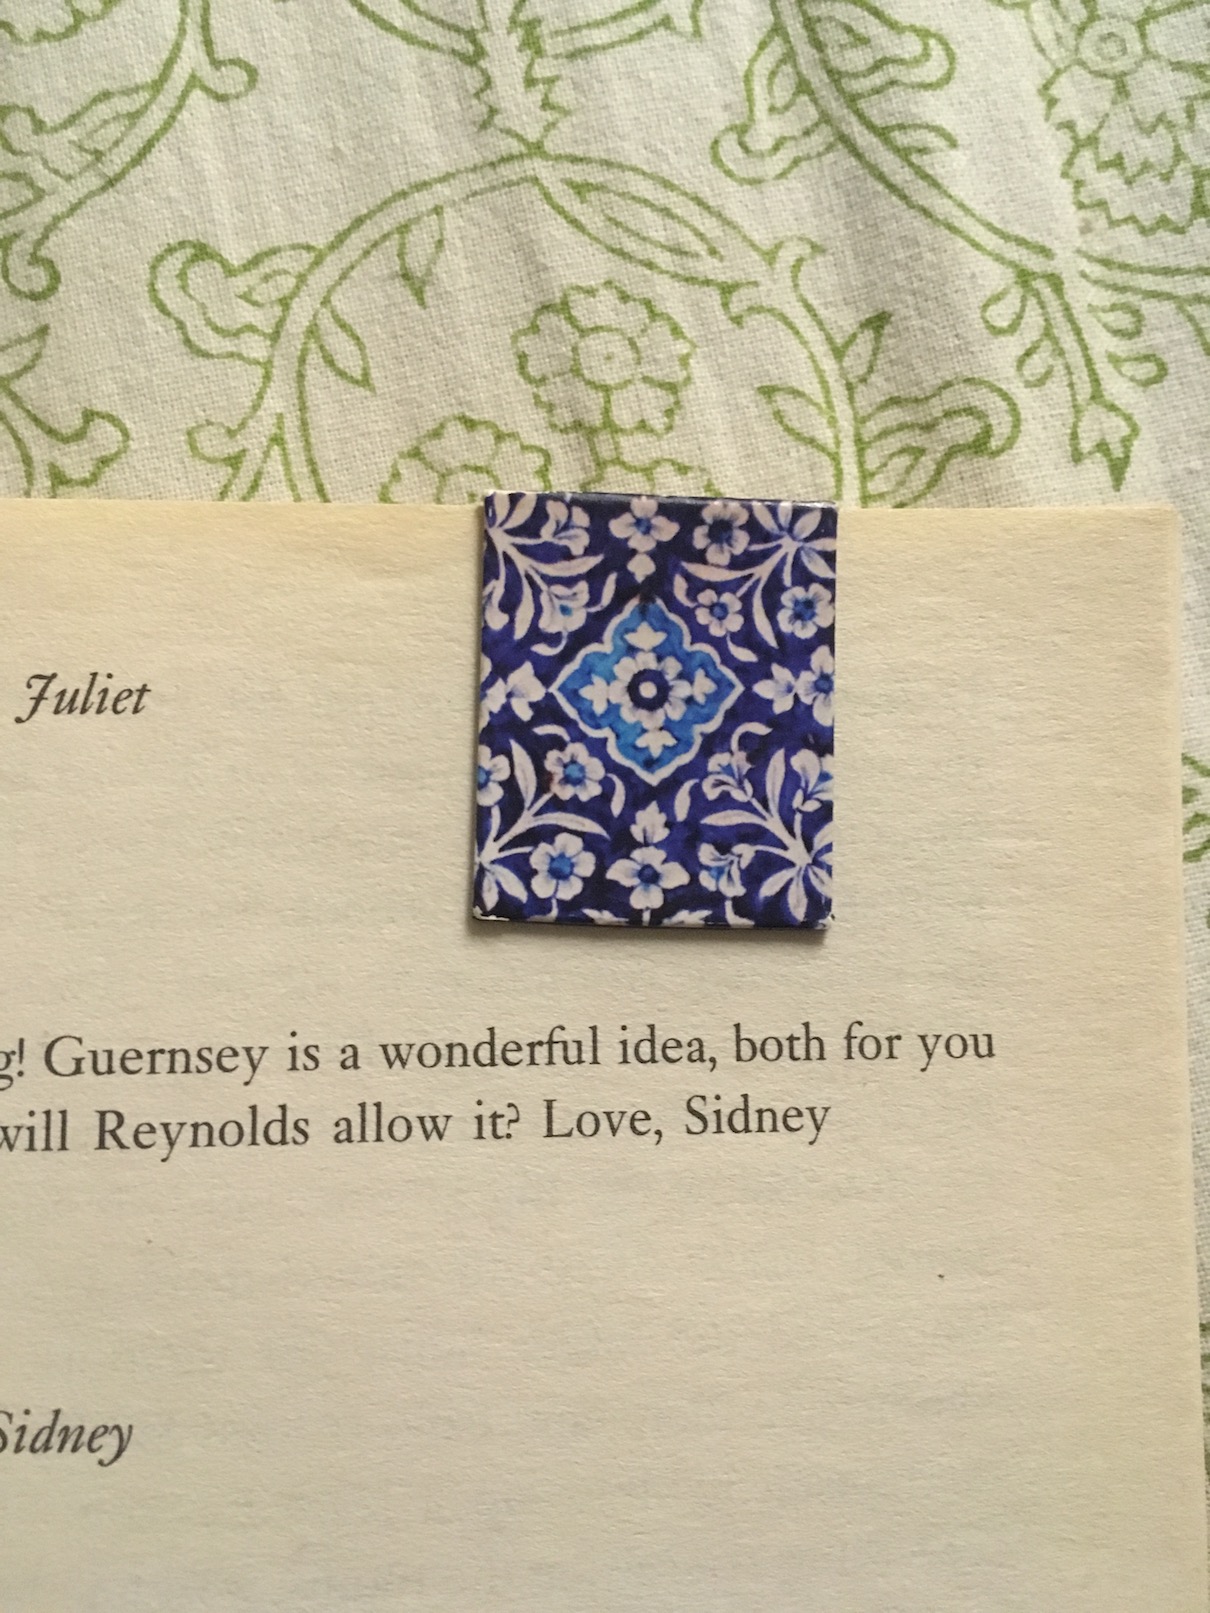 Juliet
g! Guernsey is a wonderful idea, both for you
will Reynolds allow it? Love, Sidney
Sidney